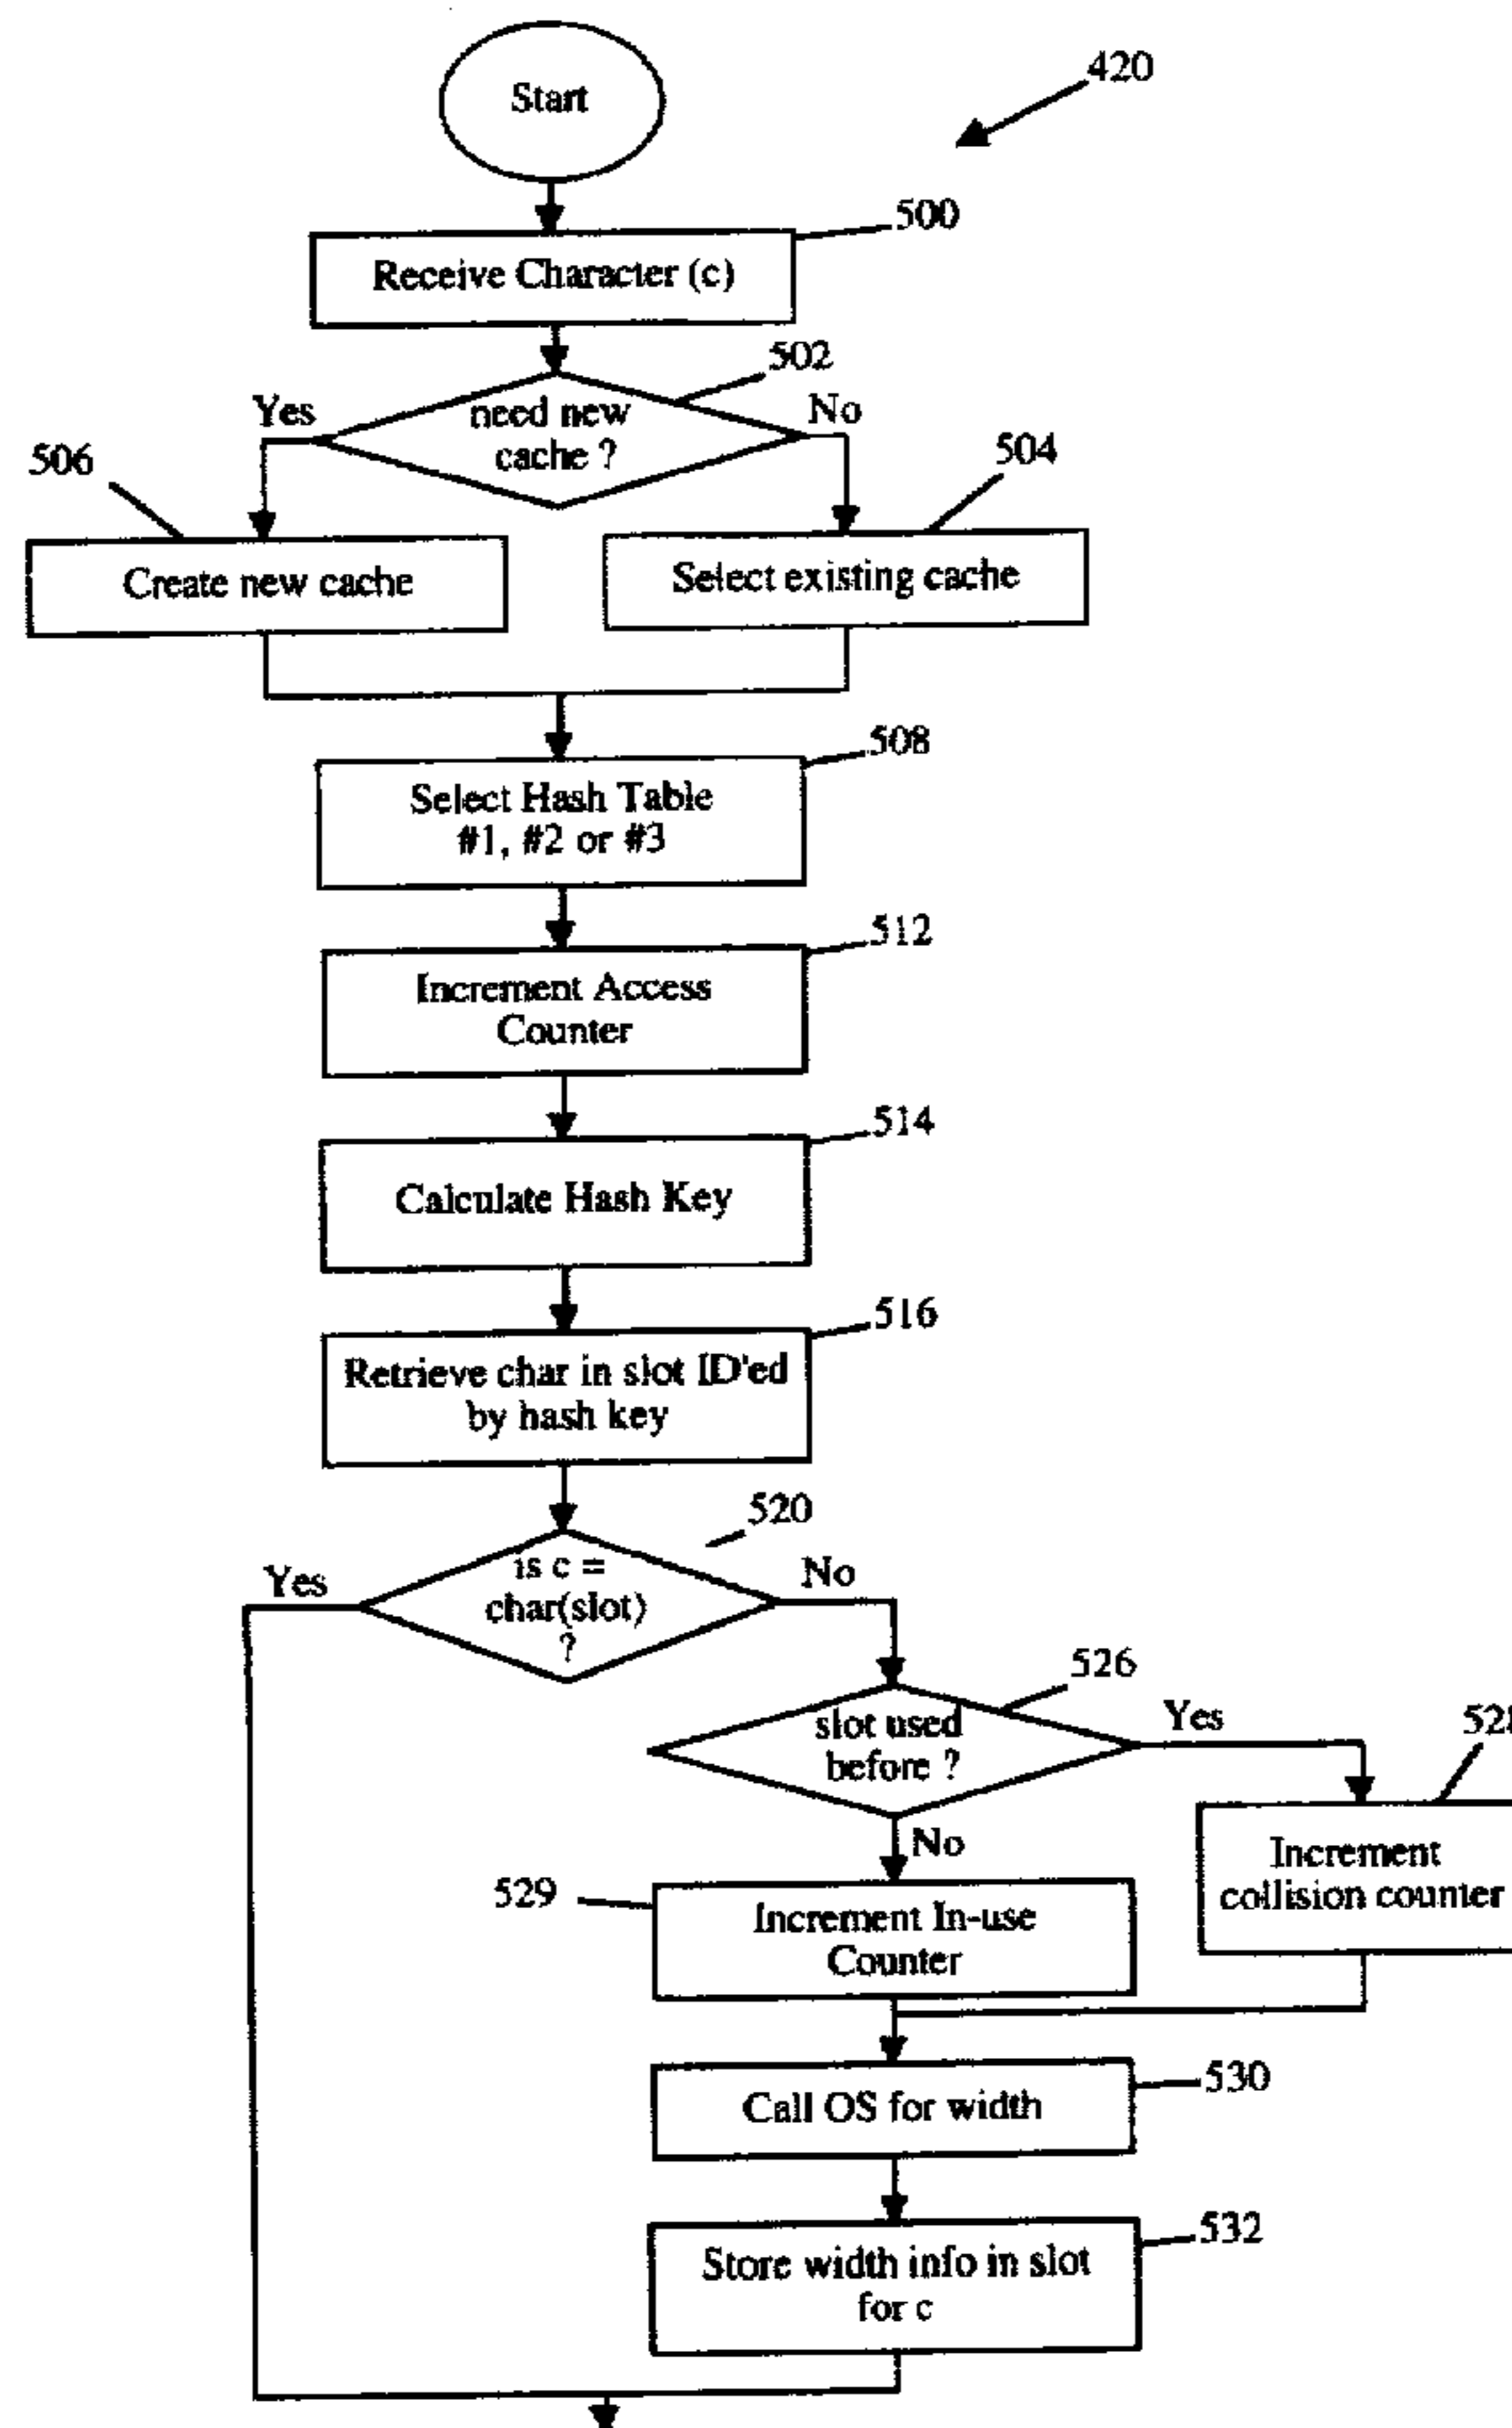 Start
420
500
Receive Character (c)
502
Yes
need new
cache ?
No
506
504
Create new cache
Select existing cache
508
Select Hash Table
#1, #2 or #3
512
Increment Access
Counter
514
Calculate Hash Key
516
Retrieve char in slot ID'ed
by hash key
520
Yes
is c =
char(slot)
?
No
526
slot used
before ?
Yes
No
Increment
collision counter
529
Increment In-use
Counter
530
Call OS for width
532
Store width info in slot
for c